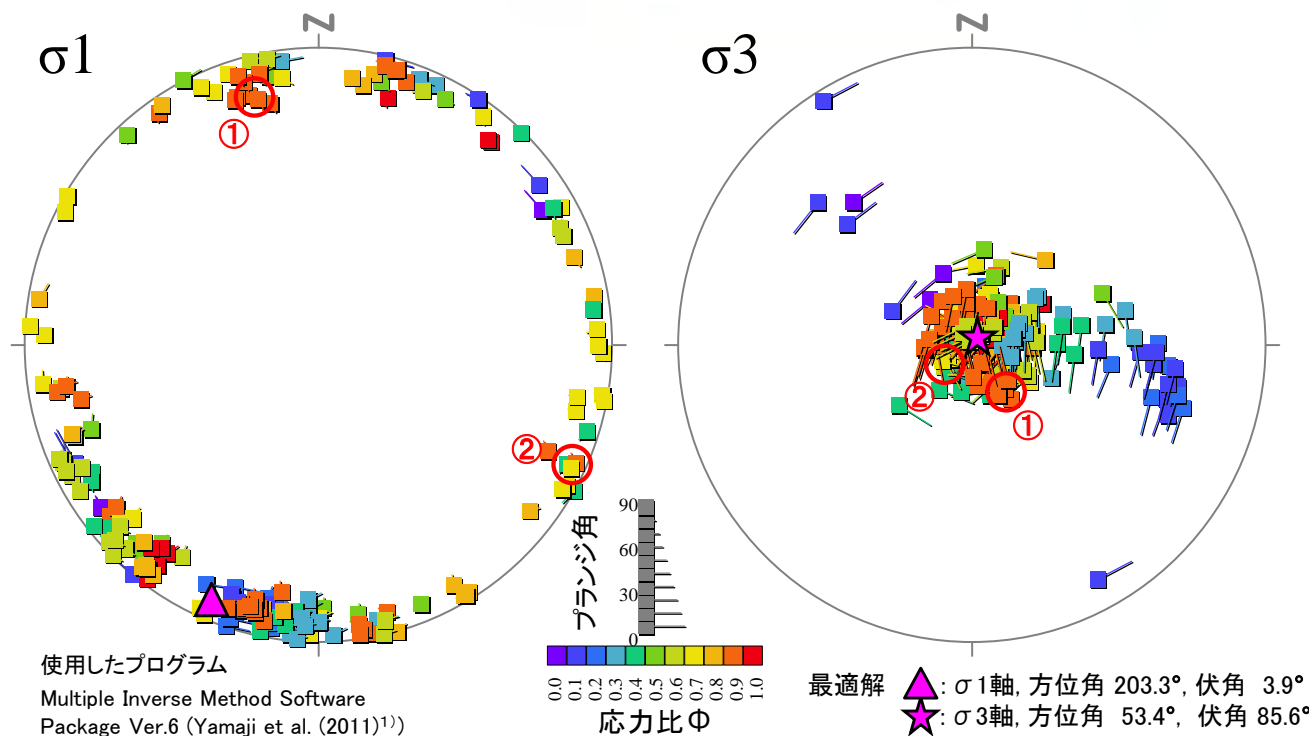 N
N
σ1
σ3
①
②
②
①
プランジ角
90
60
30
0
0.0
0.1
0.2
0.3
0.4
0.5
0.6
0.7
0.8
0.9
1.0
応力比Φ
使用したプログラム
Multiple Inverse Method Software
Package Ver.6 (Yamaji et al. (2011)¹⁾)
最適解 : σ1軸, 方位角 203.3°, 伏角 3.9°
: σ3軸, 方位角 53.4°, 伏角 85.6°